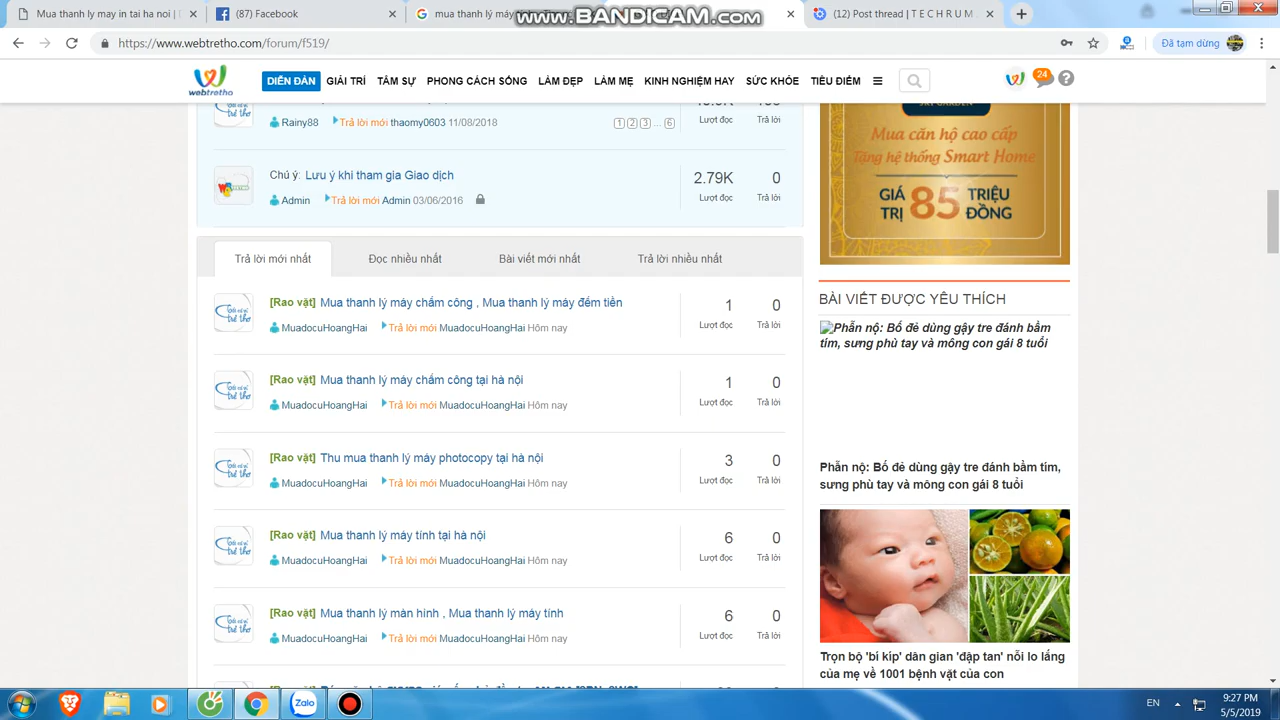 Mua thanh lý may in tai ha noi |
(87) Facebook
mua thanh lý máy
www.BANDICAM.com
(12) Post thread | T E C H R U M
https://www.webtretho.com/forum/f519/
Đã tạm dừng
webtretho
DIỄN ĐÀN
GIẢI TRÍ
TÂM SỰ
PHONG CÁCH SỐNG
LÀM ĐẸP
LÀM MẸ
KINH NGHIỆM HAY
SỨC KHỎE
TIÊU ĐIỂM
24
Rainy88
Trả lời mới thaomy0603 11/08/2018
1 2 3 ... 6
Lượt đọc
Trả lời
Chú ý: Lưu ý khi tham gia Giao dịch
Admin
Trả lời mới Admin 03/06/2016
2.79K
0
Lượt đọc
Trả lời
Trả lời mới nhất
Đọc nhiều nhất
Bài viết mới nhất
Trả lời nhiều nhất
[Rao vặt] Mua thanh lý máy chấm công , Mua thanh lý máy đếm tiền
MuadocuHoangHai
Trả lời mới MuadocuHoangHai Hôm nay
1
0
Lượt đọc
Trả lời
[Rao vặt] Mua thanh lý máy chấm công tại hà nội
MuadocuHoangHai
Trả lời mới MuadocuHoangHai Hôm nay
1
0
Lượt đọc
Trả lời
[Rao vặt] Thu mua thanh lý máy photocopy tại hà nội
MuadocuHoangHai
Trả lời mới MuadocuHoangHai Hôm nay
3
0
Lượt đọc
Trả lời
[Rao vặt] Mua thanh lý máy tính tại hà nội
MuadocuHoangHai
Trả lời mới MuadocuHoangHai Hôm nay
6
0
Lượt đọc
Trả lời
[Rao vặt] Mua thanh lý màn hình , Mua thanh lý máy tính
MuadocuHoangHai
Trả lời mới MuadocuHoangHai Hôm nay
6
0
Lượt đọc
Trả lời
SKY GARDEN
Mua căn hộ cao cấp
Tặng hệ thống Smart Home
GIÁ TRỊ 85 TRIỆU ĐỒNG
BÀI VIẾT ĐƯỢC YÊU THÍCH
Phẫn nộ: Bố đẻ dùng gậy tre đánh bầm
tím, sưng phù tay và mông con gái 8 tuổi
Phẫn nộ: Bố đẻ dùng gậy tre đánh bầm tím,
sưng phù tay và mông con gái 8 tuổi
Trọn bộ 'bí kíp' dân gian 'đập tan' nỗi lo lắng
của mẹ về 1001 bệnh vặt của con
Zalo
EN
9:27 PM
5/5/2019